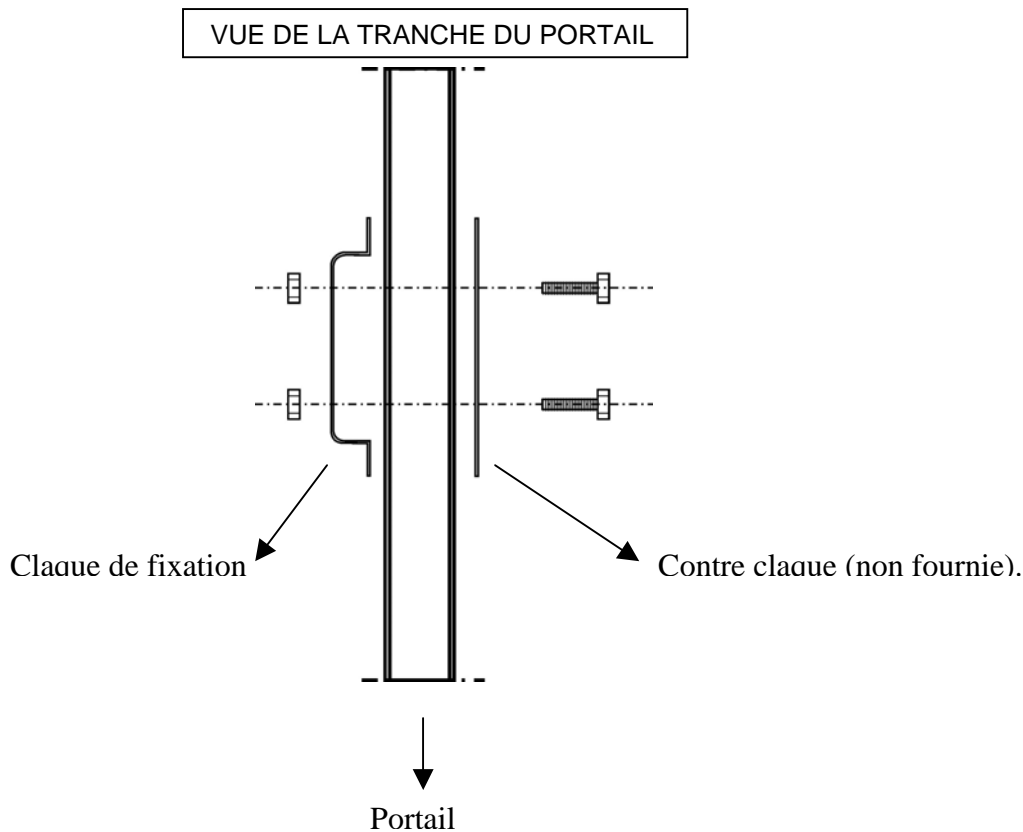 VUE DE LA TRANCHE DU PORTAIL
Claque de fixation
Contre claque (non fournie).
Portail